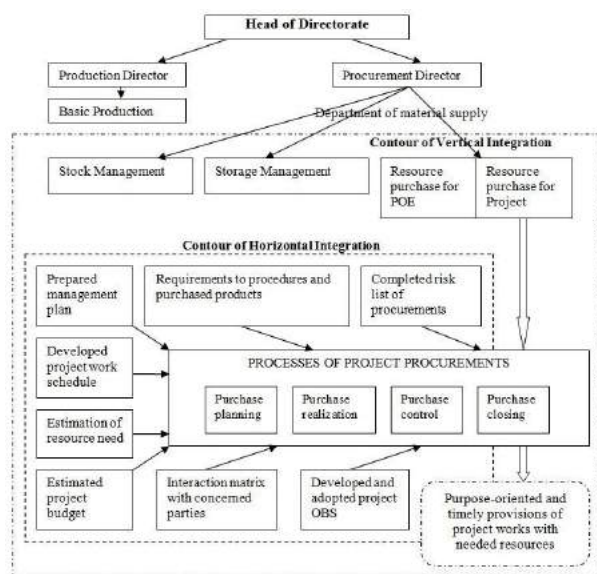 Head of Directorate
Production Director
Procurement Director
Basic Production
Department of material supply
Contour of Vertical Integration
Stock Management
Storage Management
Resource
purchase for
POE
Resource
purchase for
Project
Contour of Horizontal Integration
Prepared
management
plan
Requirements to procedures and
purchased products
Completed risk
list of
procurements
Developed
project work
schedule
PROCESSES OF PROJECT PROCUREMENTS
Purchase
planning
Purchase
realization
Purchase
control
Purchase
closing
Estimation of
resource need
Estimated
project
budget
Interaction matrix
with concerned
parties
Developed and
adopted project
OBS
Purpose-oriented and
timely provisions of
project works with
needed resources